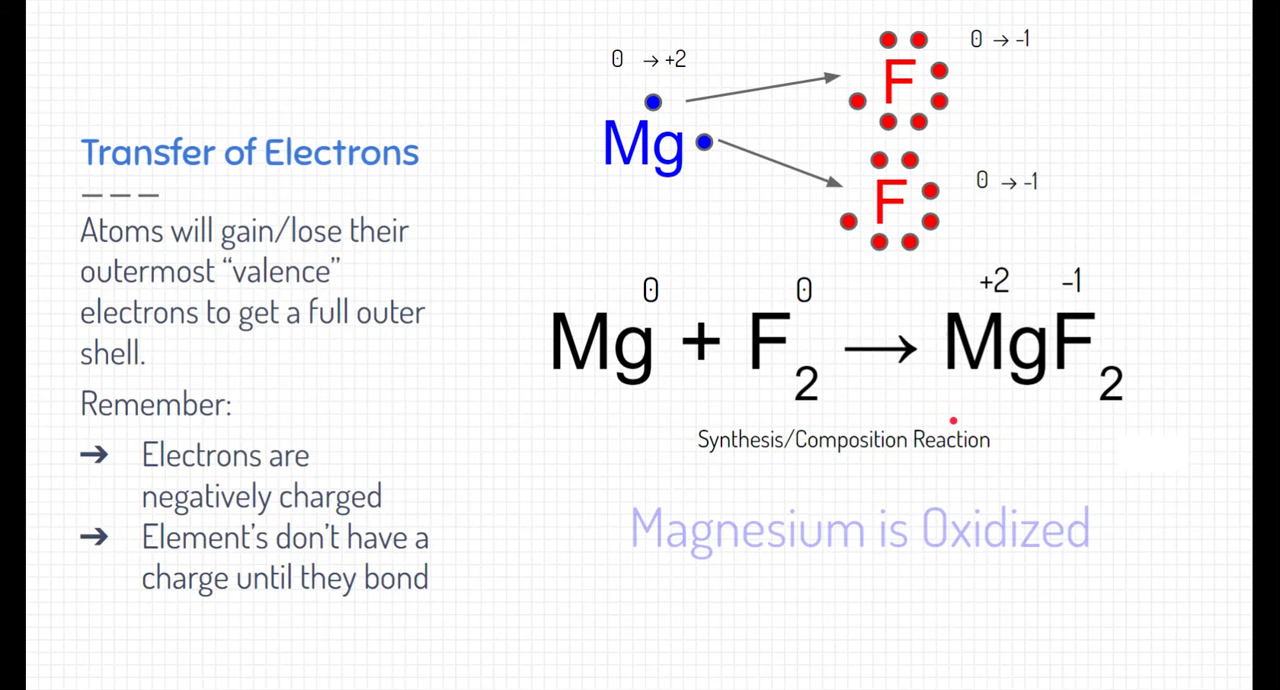 Transfer of Electrons
Atoms will gain/lose their
outermost “valence”
electrons to get a full outer
shell.
Remember:
➔ Electrons are
negatively charged
➔ Element’s don’t have a
charge until they bond
0 → +2
Mg
0 → -1
F
0 → -1
F
0 0 +2 -1
Mg + F2 → MgF2
Synthesis/Composition Reaction
Magnesium is Oxidized